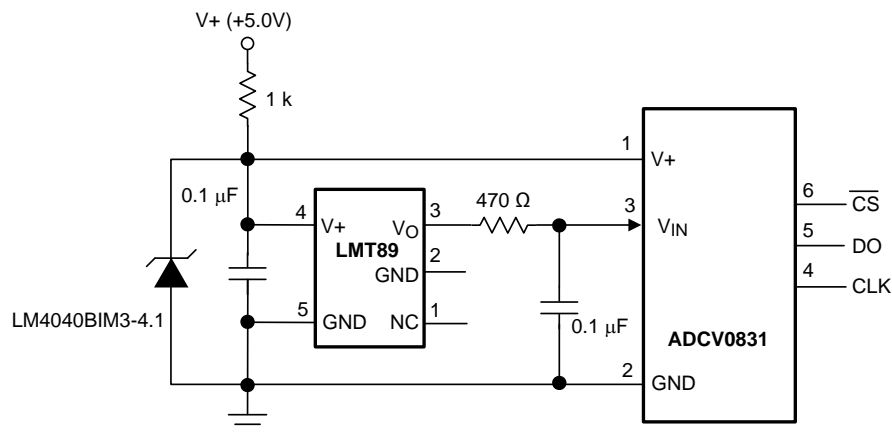 V+ (+5.0V)
1 k
0.1 μF
LM4040BIM3-4.1
4
V+
VO
3
LMT89
GND
2
5
GND
NC
1
470 Ω
0.1 μF
1
V+
3
VIN
2
GND
ADCV0831
6
CS
5
DO
4
CLK